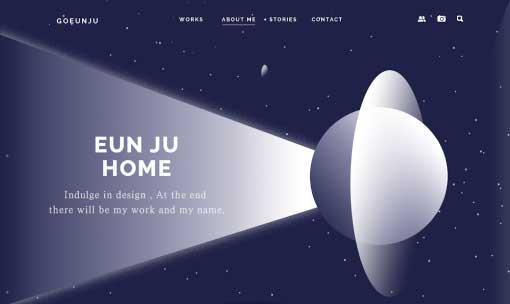 GOEUNJU
WORKS ABOUT ME + STORIES CONTACT
EUN JU
HOME
Indulge in design , At the end
there will be my work and my name.